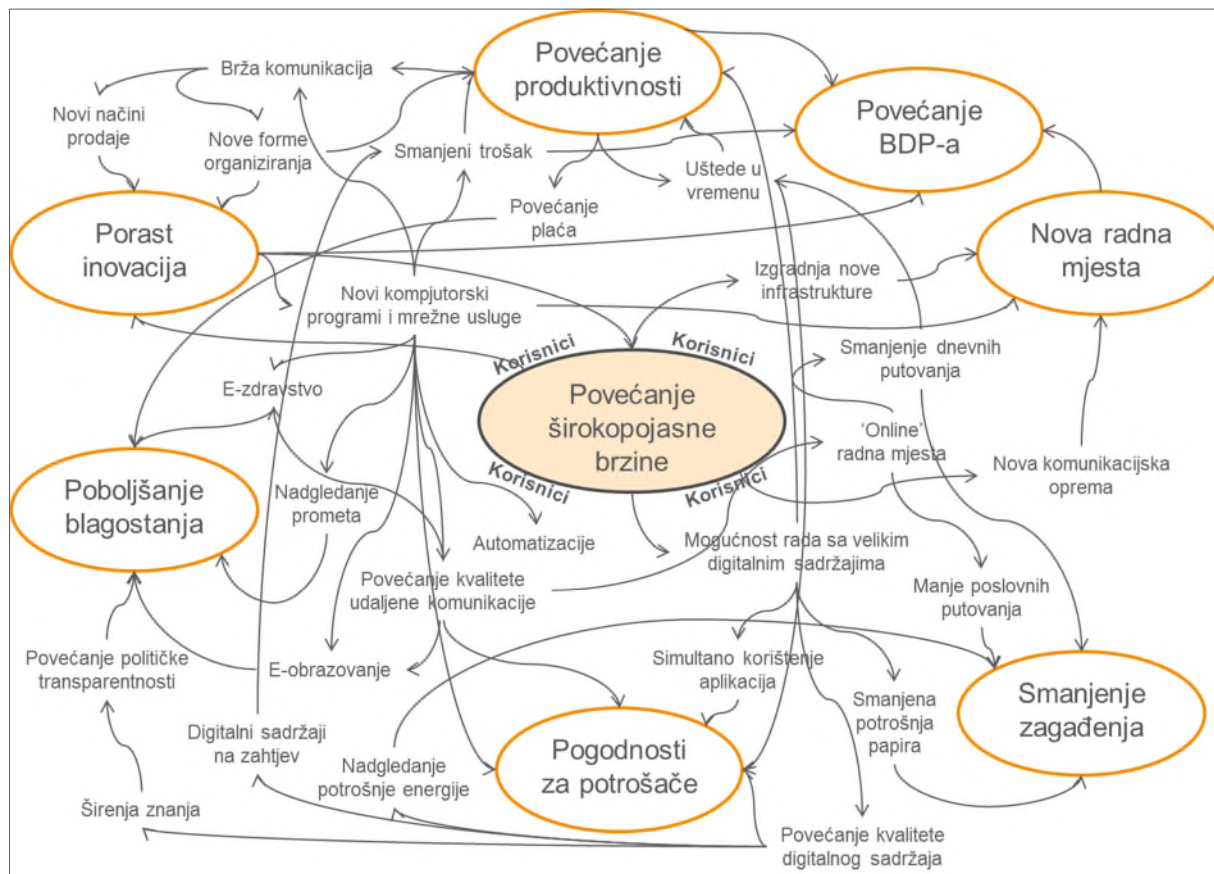 Povećanje
produktivnosti
Povećanje
BDP-a
Brža komunikacija
Novi načini
prodaje
Nove forme
organiziranja
Smanjeni trošak
Uštede u
vremenu
Povećanje
plaća
Porast
inovacija
Nova radna
mjesta
Izgradnja nove
infrastrukture
Novi kompjutorski
programi i mrežne usluge
Korisnici
Korisnici
Smanjenje dnevnih
putovanja
E-zdravstvo
Povećanje
širokopojasne
brzine
‘Online’
radna mjesta
Nova komunikacijska
oprema
Korisnici
Korisnici
Poboljšanje
blagostanja
Nadgledanje
prometa
Automatizacije
Mogućnost rada sa velikim
digitalnim sadržajima
Povećanje kvalitete
udaljene komunikacije
Manje poslovnih
putovanja
Povećanje političke
transparentnosti
E-obrazovanje
Simultano korištenje
aplikacija
Smanjena
potrošnja
papira
Smanjenje
zagađenja
Digitalni sadržaji
na zahtjev
Nadgledanje
potrošnje energije
Pogodnosti
za potrošače
Širenja znanja
Povećanje kvalitete
digitalnog sadržaja